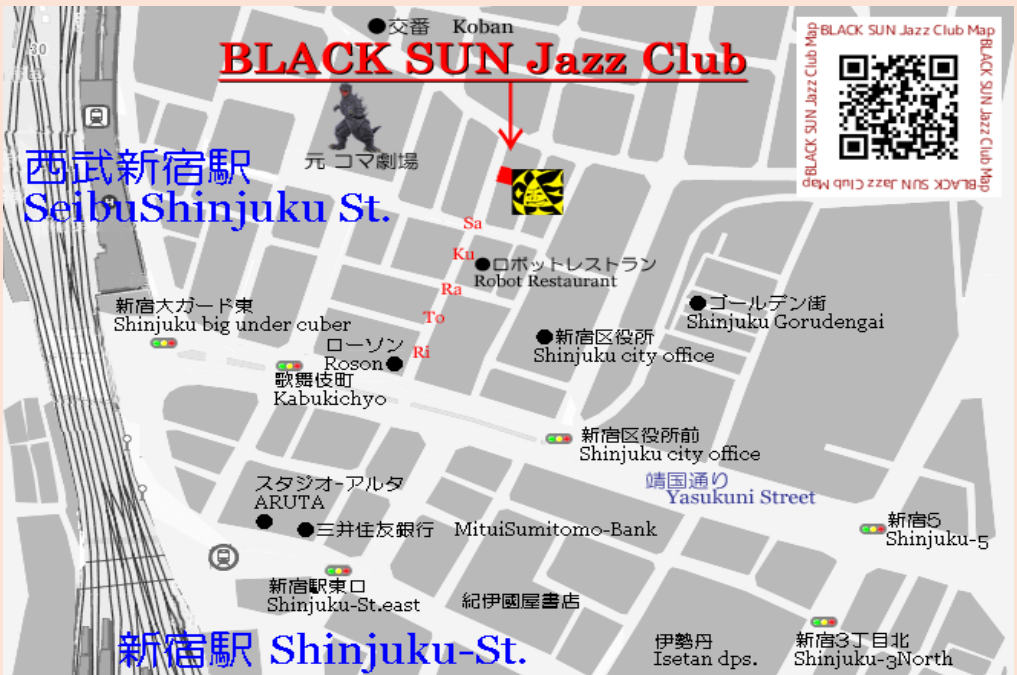 交番 Koban
BLACK SUN Jazz Club
BLACK SUN Jazz Club Map
BLACK SUN Jazz Club Map
BLACK SUN Jazz Club Map
BLACK SUN Jazz Club Map
30
元 コマ劇場
西武新宿駅
SeibuShinjuku St.
Sa
Ku
Ra
To
Ri
ロボットレストラン
Robot Restaurant
新宿大ガード東
Shinjuku big under cuber
ゴールデン街
Shinjuku Gorudengai
ローソン
Roson
新宿区役所
Shinjuku city office
歌舞伎町
Kabukichyo
新宿区役所前
Shinjuku city office
靖国通り
Yasukuni Street
スタジオ-アルタ
ARUTA
三井住友銀行 MituiSumitomo-Bank
新宿5
Shinjuku-5
新宿駅東口
Shinjuku-St.east
紀伊國屋書店
新宿駅 Shinjuku-St.
伊勢丹
Isetan dps.
新宿3丁目北
Shinjuku-3North